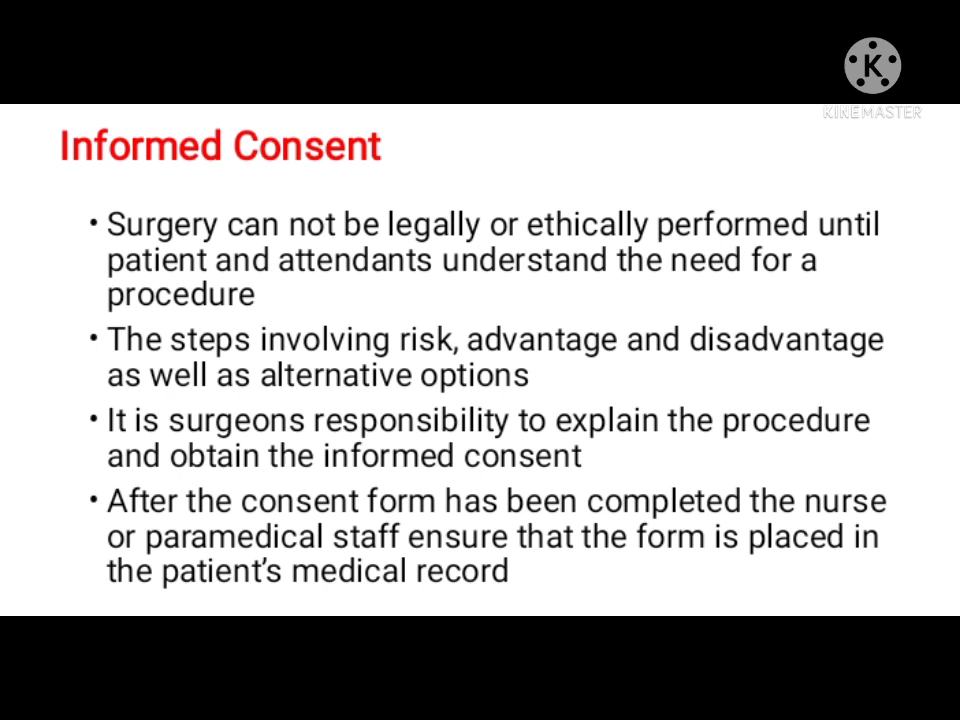 K
KINEMASTER
Informed Consent
• Surgery can not be legally or ethically performed until
patient and attendants understand the need for a
procedure
• The steps involving risk, advantage and disadvantage
as well as alternative options
• It is surgeons responsibility to explain the procedure
and obtain the informed consent
• After the consent form has been completed the nurse
or paramedical staff ensure that the form is placed in
the patient’s medical record